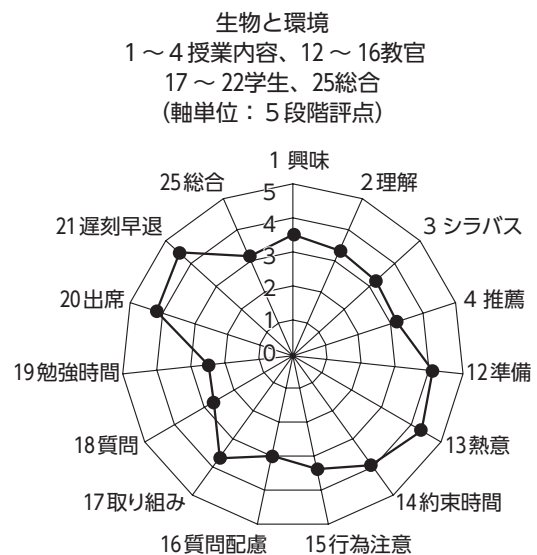 生物と環境
1～4授業内容、12～16教官
17～22学生、25総合
(軸単位：5段階評点)
1 興味
2理解
3 シラバス
4 推薦
12準備
13熱意
14約束時間
15行為注意
16質問配慮
17取り組み
18質問
19勉強時間
20出席
21遅刻早退
25総合
5
4
3
2
1
0